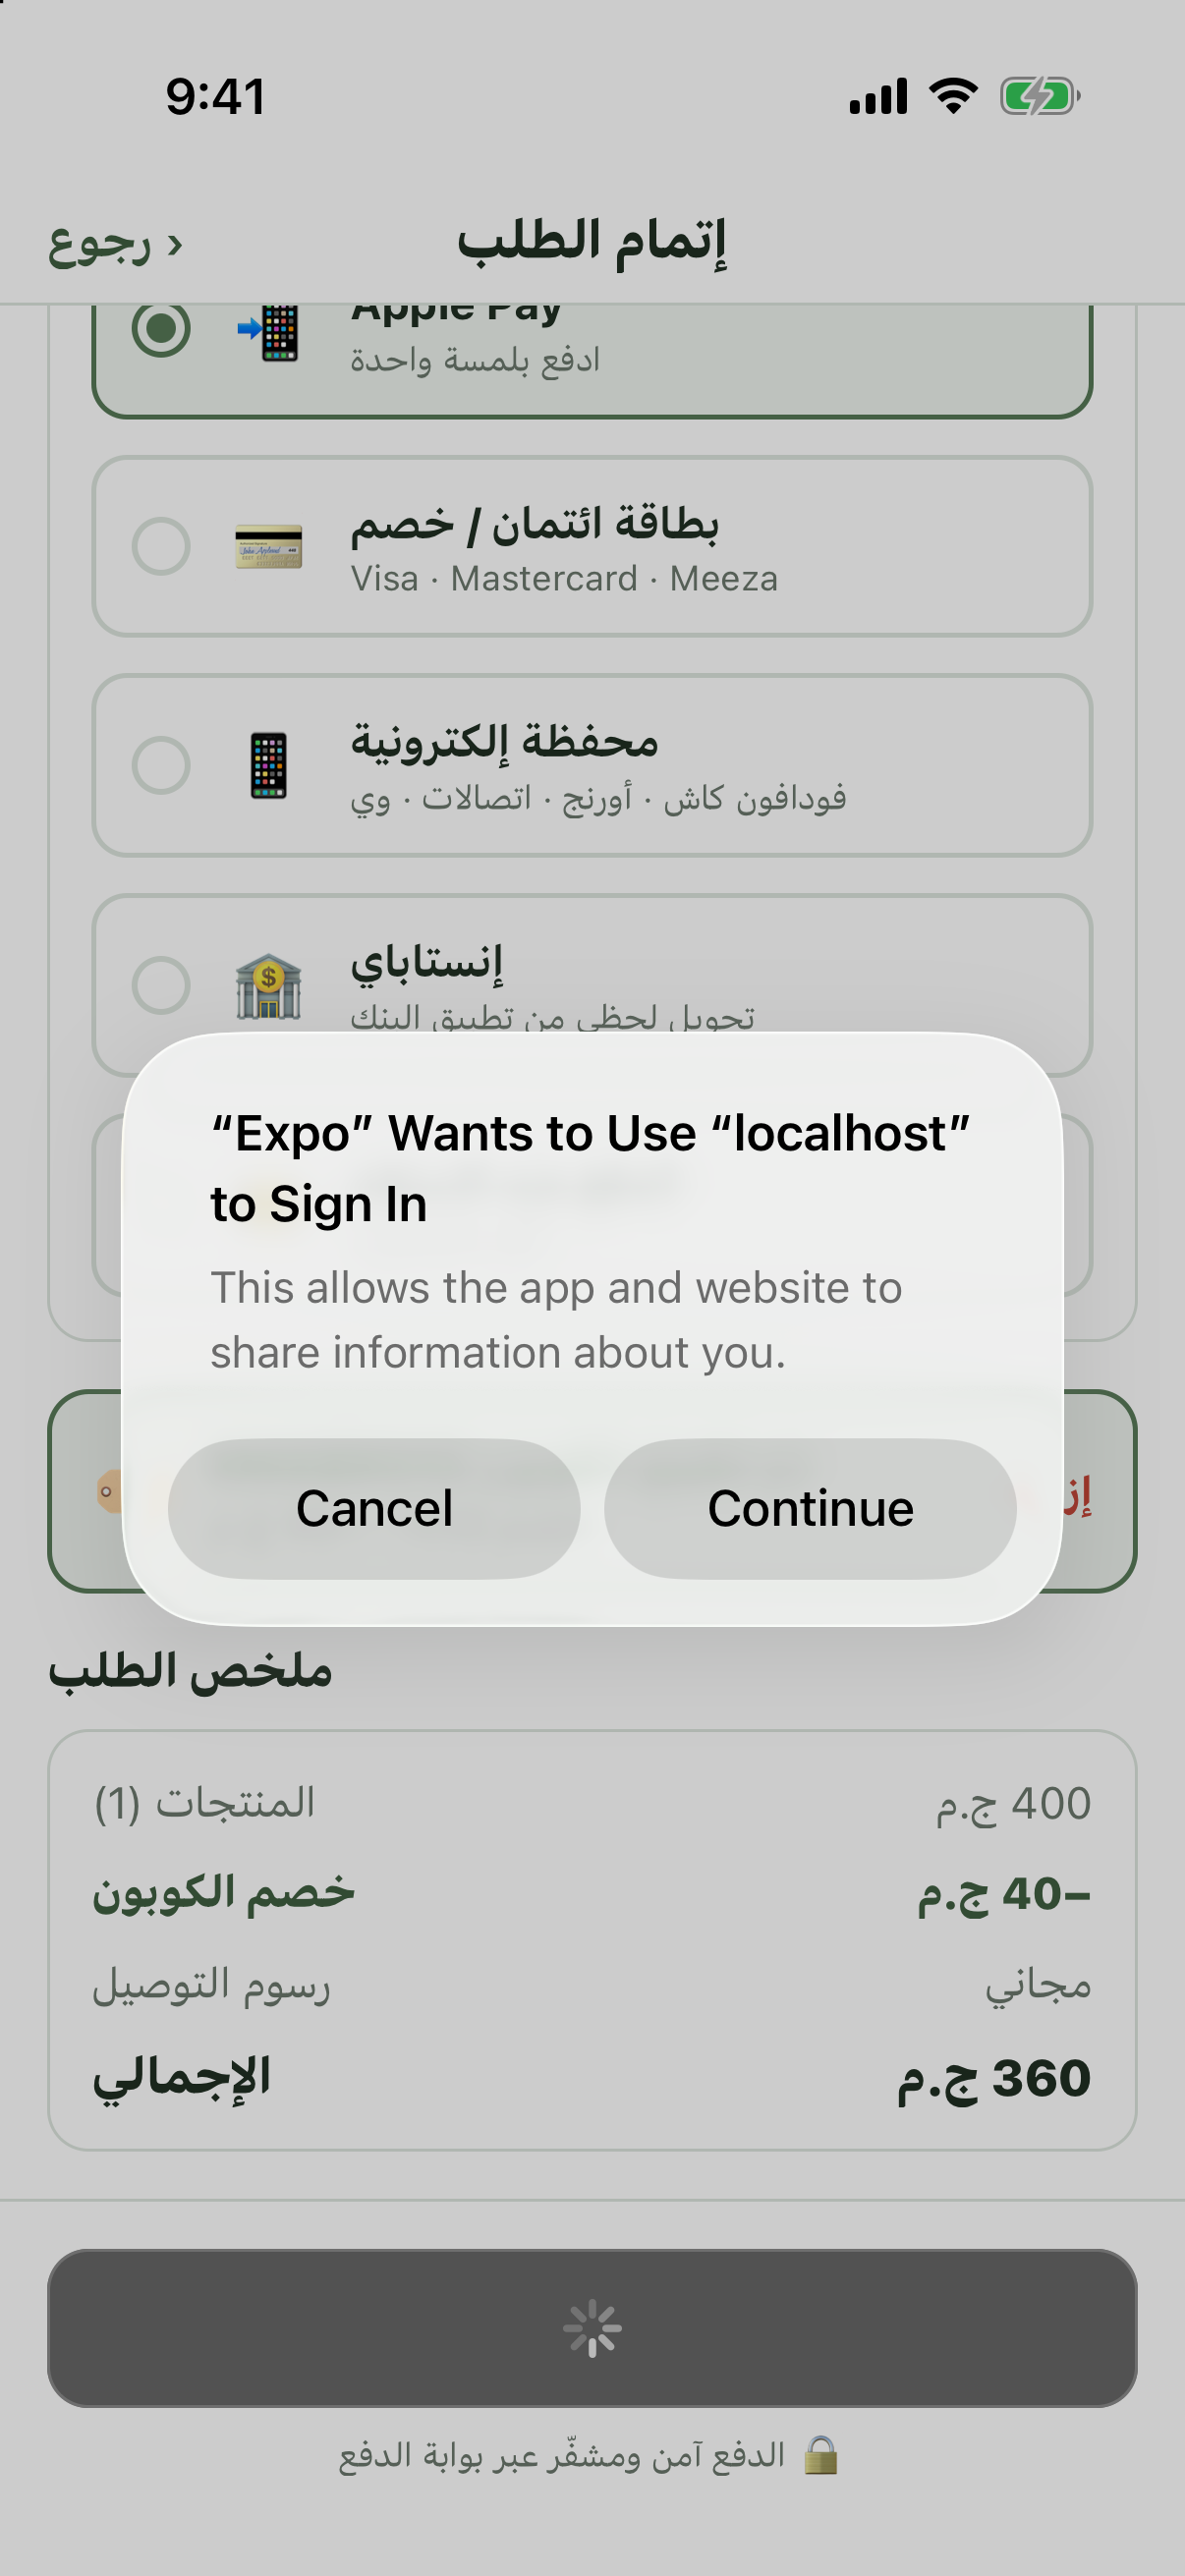 9:41
‹ رجوع
إتمام الطلب
Apple Pay
ادفع بلمسة واحدة
بطاقة ائتمان / خصم
Visa · Mastercard · Meeza
محفظة إلكترونية
فودافون كاش · أورنج · اتصالات · وي
إنستاباي
تحويل لحظي من تطبيق البنك
“Expo” Wants to Use “localhost”
to Sign In
This allows the app and website to
share information about you.
Cancel
Continue
ملخص الطلب
المنتجات (1)
400 ج.م
خصم الكوبون
–40 ج.م
رسوم التوصيل
مجاني
الإجمالي
360 ج.م
الدفع آمن ومشفّر عبر بوابة الدفع